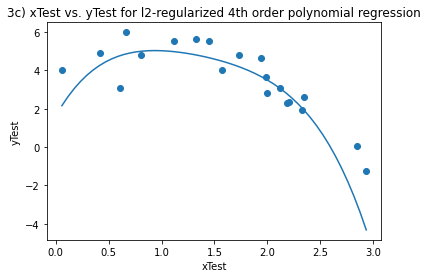 3c) xTest vs. yTest for l2-regularized 4th order polynomial regression
6
4
2
0
−2
−4
yTest
0.0 0.5 1.0 1.5 2.0 2.5 3.0
xTest